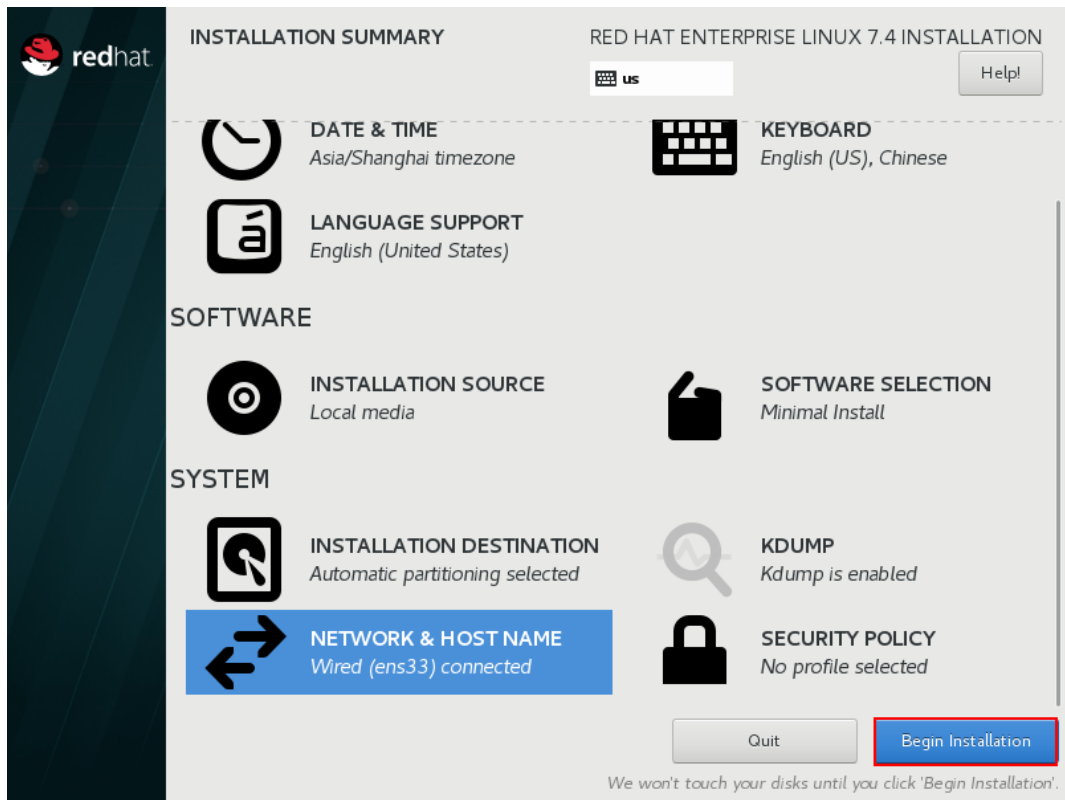 redhat.
INSTALLATION SUMMARY
RED HAT ENTERPRISE LINUX 7.4 INSTALLATION
us
Help!
DATE & TIME
Asia/Shanghai timezone
KEYBOARD
English (US), Chinese
á
LANGUAGE SUPPORT
English (United States)
SOFTWARE
INSTALLATION SOURCE
Local media
SOFTWARE SELECTION
Minimal Install
SYSTEM
INSTALLATION DESTINATION
Automatic partitioning selected
KDUMP
Kdump is enabled
NETWORK & HOST NAME
Wired (ens33) connected
SECURITY POLICY
No profile selected
Quit
Begin Installation
We won't touch your disks until you click 'Begin Installation'.